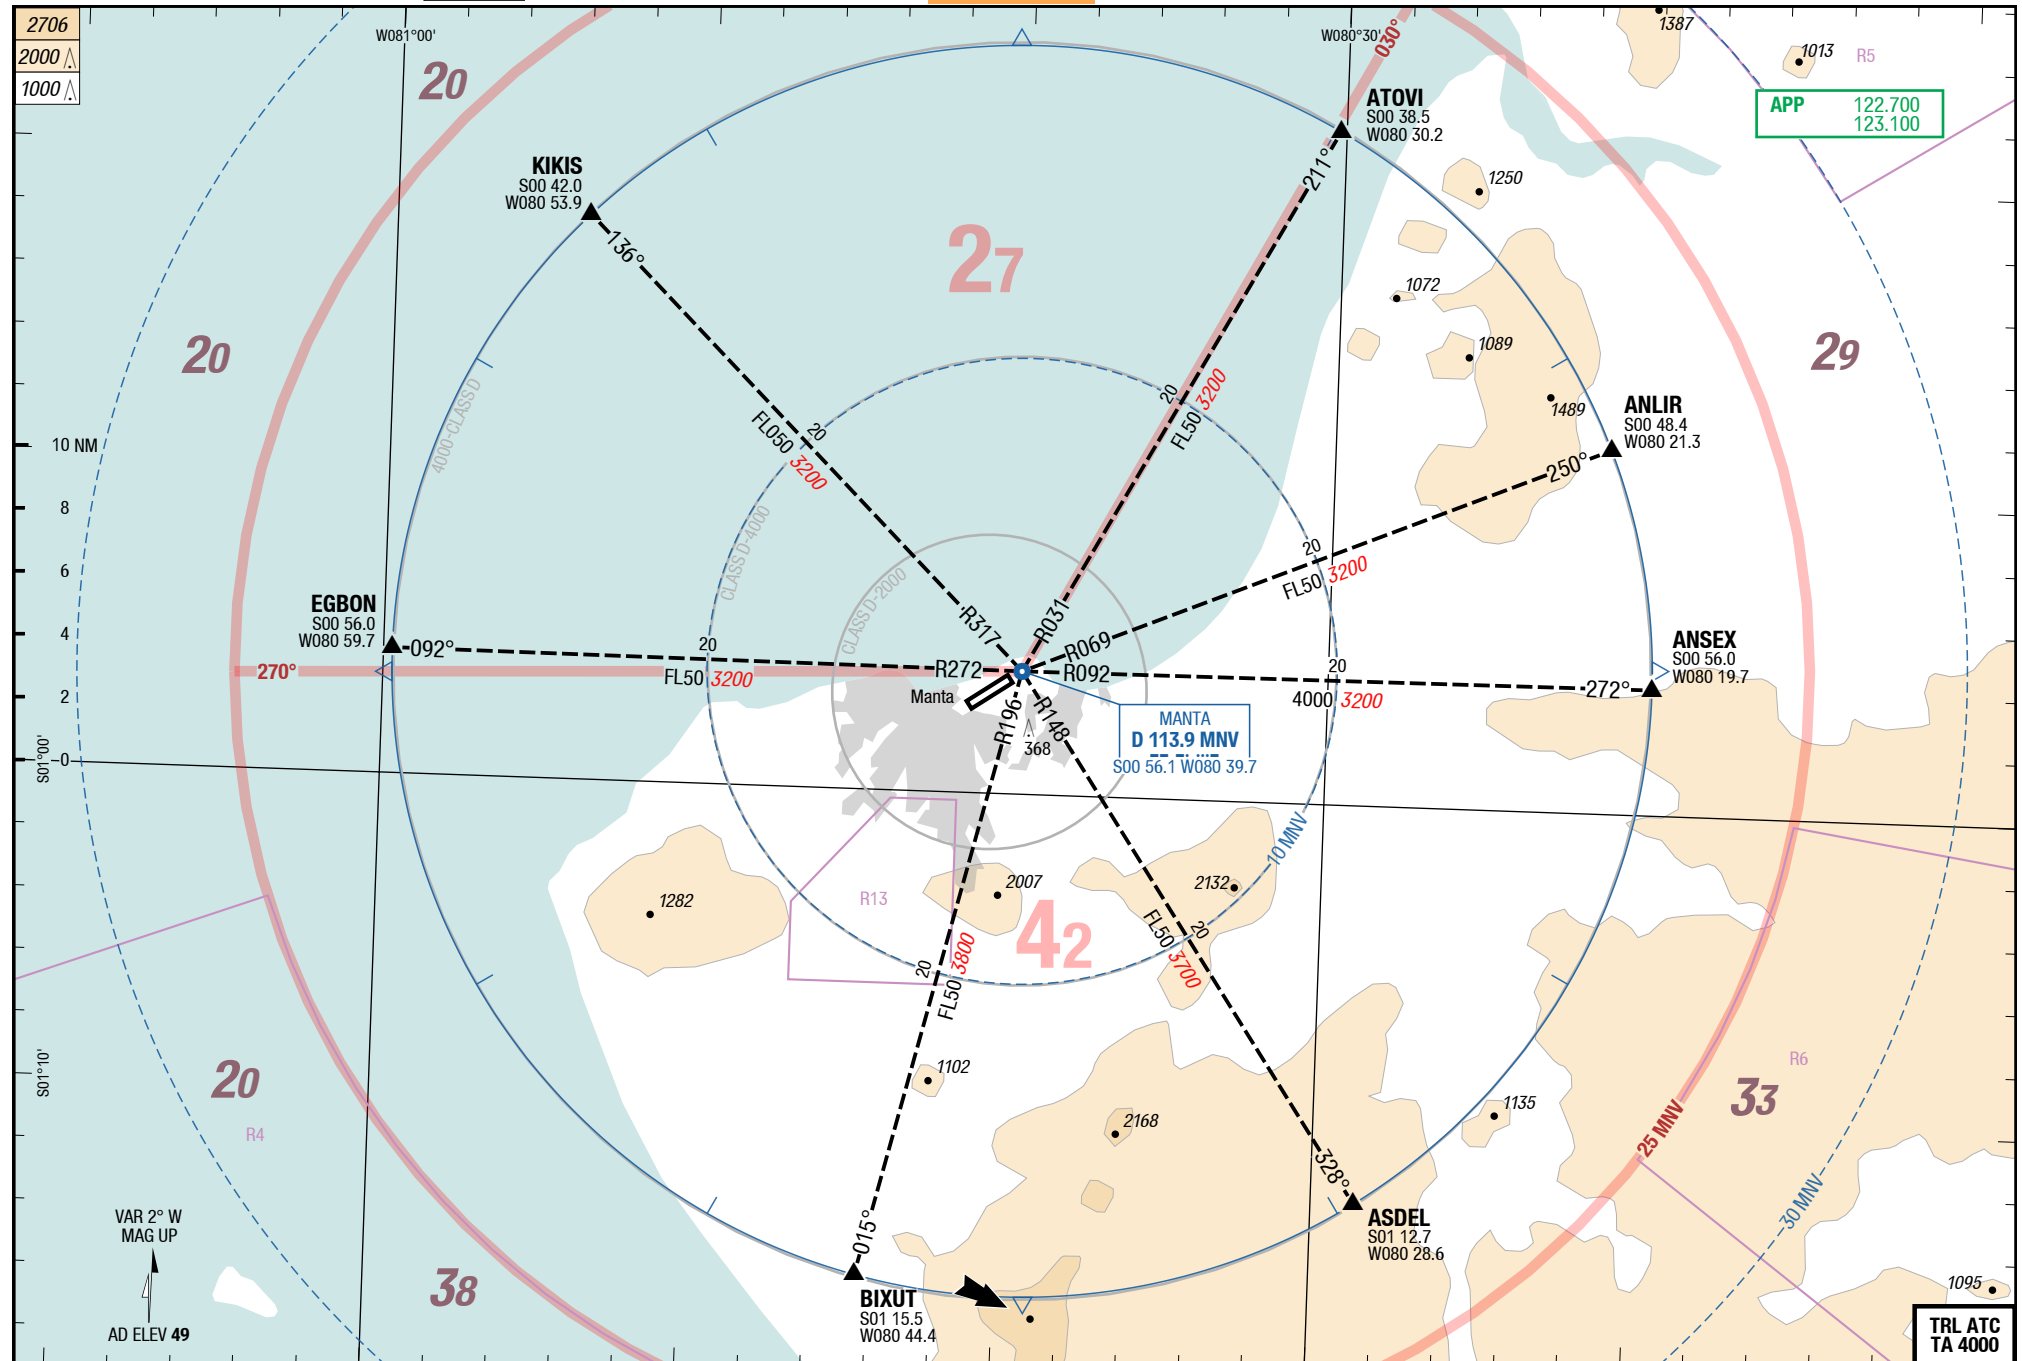 2706
2000
1000
W081°00'
W080°30'
030°
20
1387
1013
R5
APP 122.700
123.100
ATOVI
S00 38.5
W080 30.2
211°
KIKIS
S00 42.0
W080 53.9
136°
1250
27
1072
20
1089
29
4000-CLASS D
1489
ANLIR
S00 48.4
W080 21.3
250°
20
FL50 3200
20
FL050 3200
10 NM
8
6
4
2
0
CLASS D-4000
CLASS D-2000
20
FL50 3200
EGBON
S00 56.0
W080 59.7
092°
270°
20
FL50 3200
R317
R031
R069
R272
R092
R196
R148
Manta
368
MANTA
D 113.9 MNV
S00 56.1 W080 39.7
20
4000 3200
272°
ANSEX
S00 56.0
W080 19.7
S01°00'
10 MNV
1282
R13
2007
2132
42
20
FL50 3800
20
FL50 3700
S01°10'
20
R4
1102
2168
1135
R6
33
25 MNV
30 MNV
328°
ASDEL
S01 12.7
W080 28.6
015°
BIXUT
S01 15.5
W080 44.4
38
VAR 2° W
MAG UP
AD ELEV 49
1095
TRL ATC
TA 4000